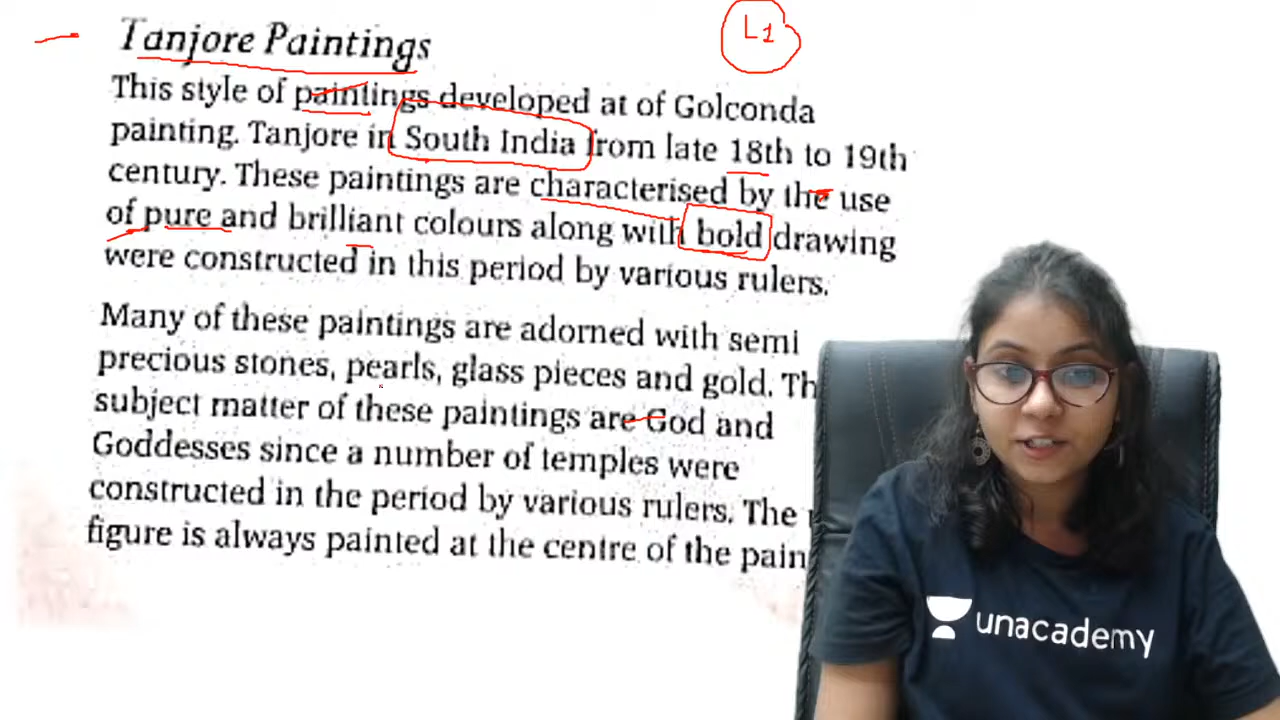 L1
Tanjore Paintings
This style of paintings developed at of Golconda
painting. Tanjore in South India from late 18th to 19th
century. These paintings are characterised by the use
of pure and brilliant colours along with bold drawing
were constructed in this period by various rulers.
Many of these paintings are adorned with semi
precious stones, pearls, glass pieces and gold. Th
subject matter of these paintings are God and
Goddesses since a number of temples were
constructed in the period by various rulers. The
figure is always painted at the centre of the pain
unacademy